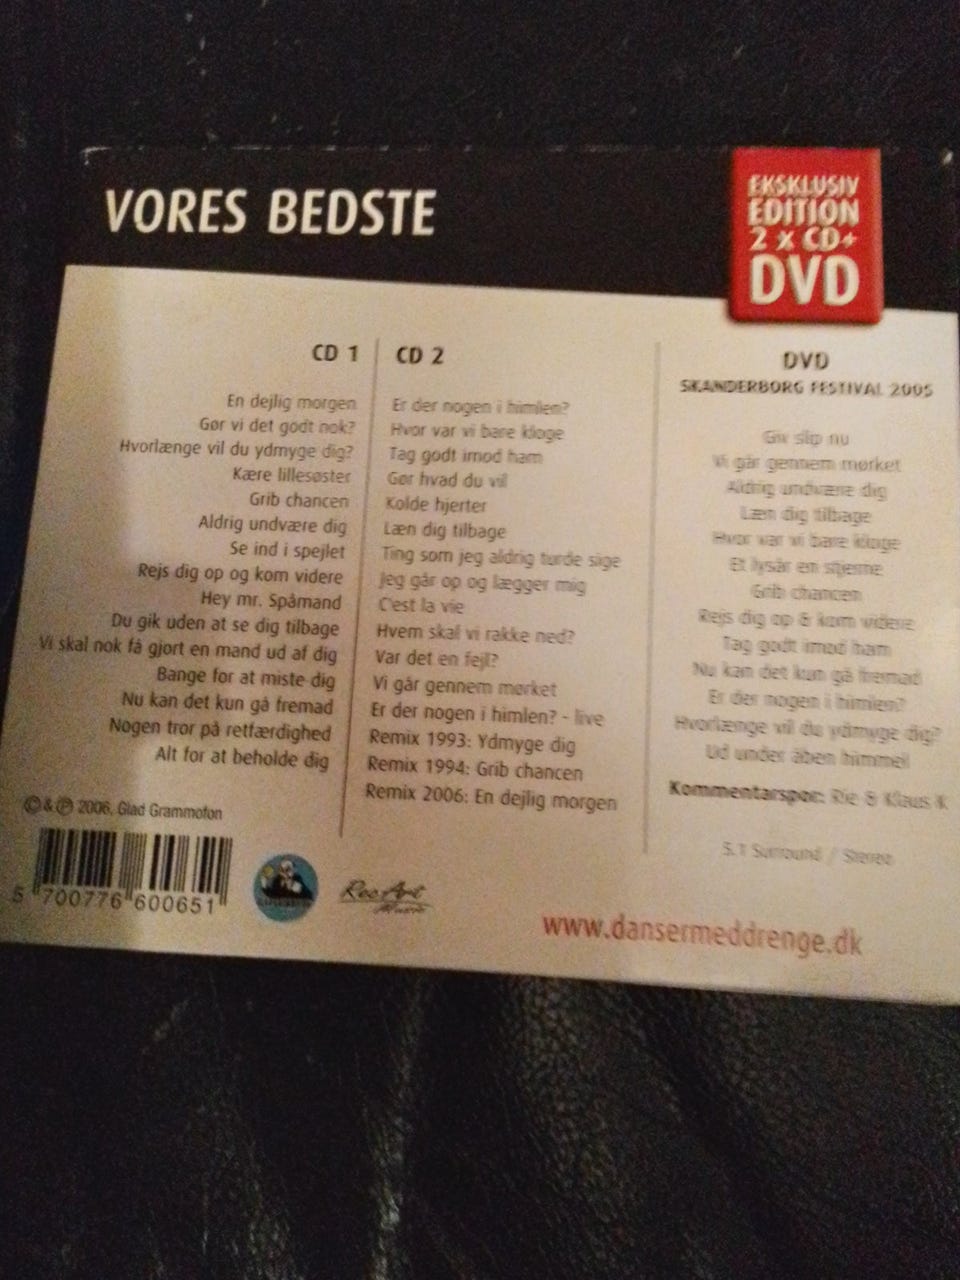 VORES BEDSTE
EKSKLUSIV
EDITION
2 x CD+
DVD
CD 1
En dejlig morgen
Gør vi det godt nok?
Hvorlænge vil du ydmyge dig?
Kære lillesøster
Grib chancen
Aldrig undvære dig
Se ind i spejlet
Rejs dig op og kom videre
Hey mr. Spåmand
Du gik uden at se dig tilbage
Vi skal nok få gjort en mand ud af dig
Bange for at miste dig
Nu kan det kun gå fremad
Nogen tror på retfærdighed
Alt for at beholde dig
CD 2
Er der nogen i himlen?
Hvor var vi bare kloge
Tag godt imod ham
Gør hvad du vil
Kolde hjerter
Læn dig tilbage
Ting som jeg aldrig turde sige
Jeg går op og lægger mig
C'est la vie
Hvem skal vi rakke ned?
Var det en fejl?
Vi går gennem mørket
Er der nogen i himlen? - live
Remix 1993: Ydmyge dig
Remix 1994: Grib chancen
Remix 2006: En dejlig morgen
DVD
SKANDERBORG FESTIVAL 2005
Giv slip nu
Vi går gennem mørket
Aldrig undvære dig
Læn dig tilbage
Hvor var vi bare kloge
Et lysår en stjerne
Grib chancen
Rejs dig op & kom videre
Tag godt imod ham
Nu kan det kun gå fremad
Er der nogen i himlen?
Hvorlænge vil du ydmyge dig?
Ud under åben himmel
Kommentarspor: Rie & Klaus K
5.1 Surround / Stereo
© & ℗ 2006, Glad Grammofon
5 700776 600651
RecArt
Music
www.dansermeddrenge.dk